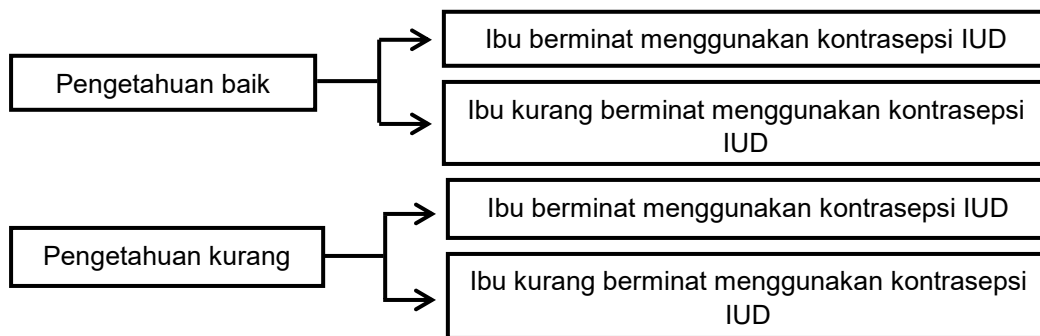 Ibu berminat menggunakan kontrasepsi IUD
Pengetahuan baik
Ibu kurang berminat menggunakan kontrasepsi
IUD
Ibu berminat menggunakan kontrasepsi IUD
Pengetahuan kurang
Ibu kurang berminat menggunakan kontrasepsi
IUD